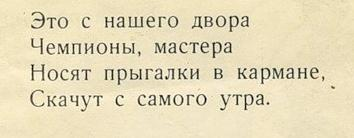 Это с нашего двора
Чемпионы, мастера
Носят прыгалки в кармане,
Скачут с самого утра.